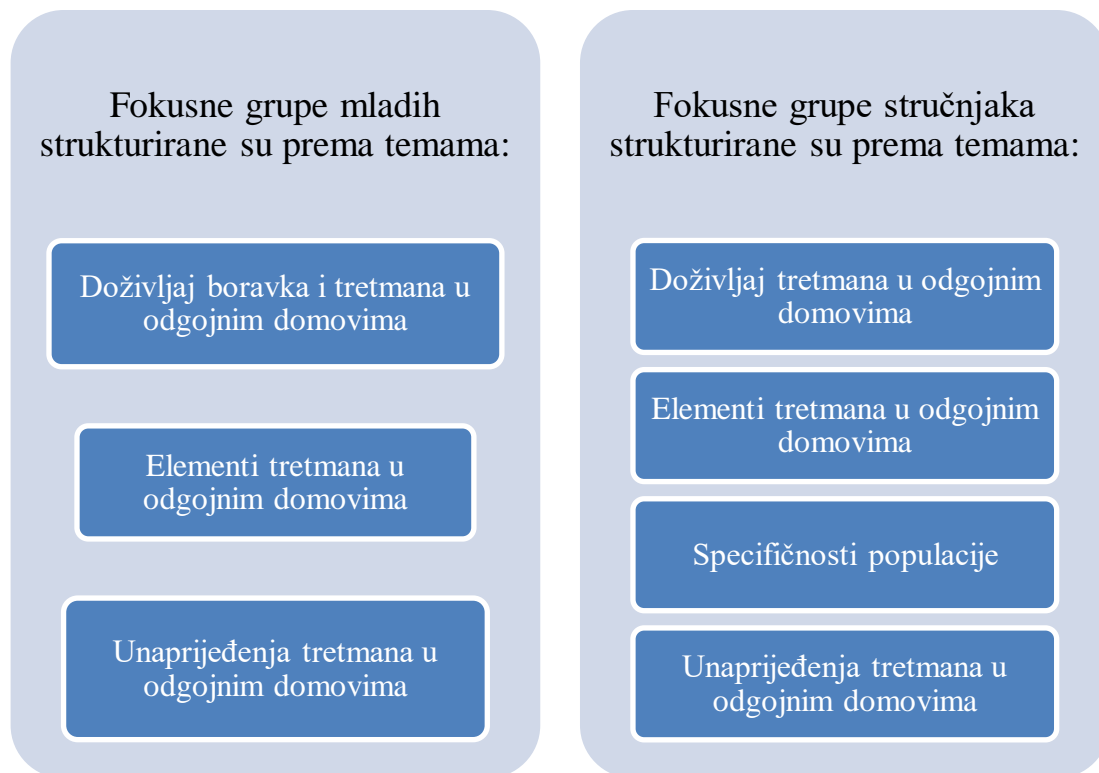 Fokusne grupe mladih
strukturirane su prema temama:
Doživljaj boravka i tretmana u
odgojnim domovima
Elementi tretmana u
odgojnim domovima
Unaprijeđenja tretmana u
odgojnim domovima
Fokusne grupe stručnjaka
strukturirane su prema temama:
Doživljaj tretmana u odgojnim
domovima
Elementi tretmana u odgojnim
domovima
Specifičnosti populacije
Unaprijeđenja tretmana u
odgojnim domovima